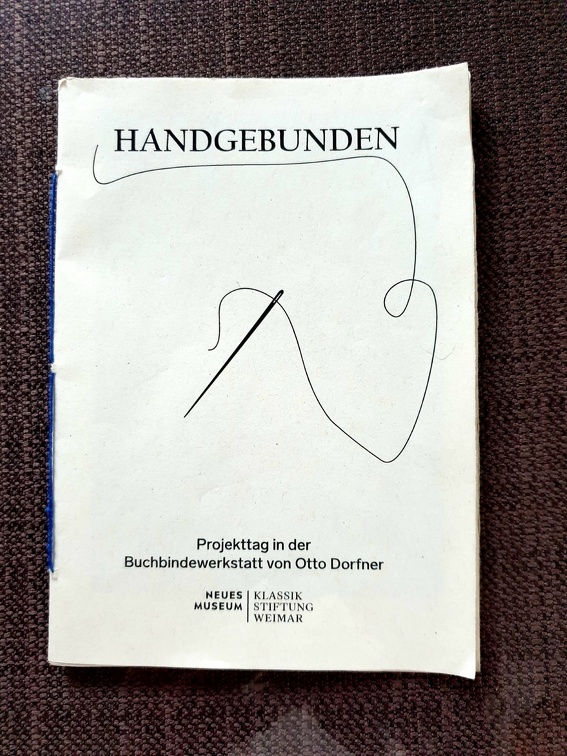 HANDGEBUNDEN
Projekttag in der
Buchbindewerkstatt von Otto Dorfner
NEUES
MUSEUM
KLASSIK
STIFTUNG
WEIMAR